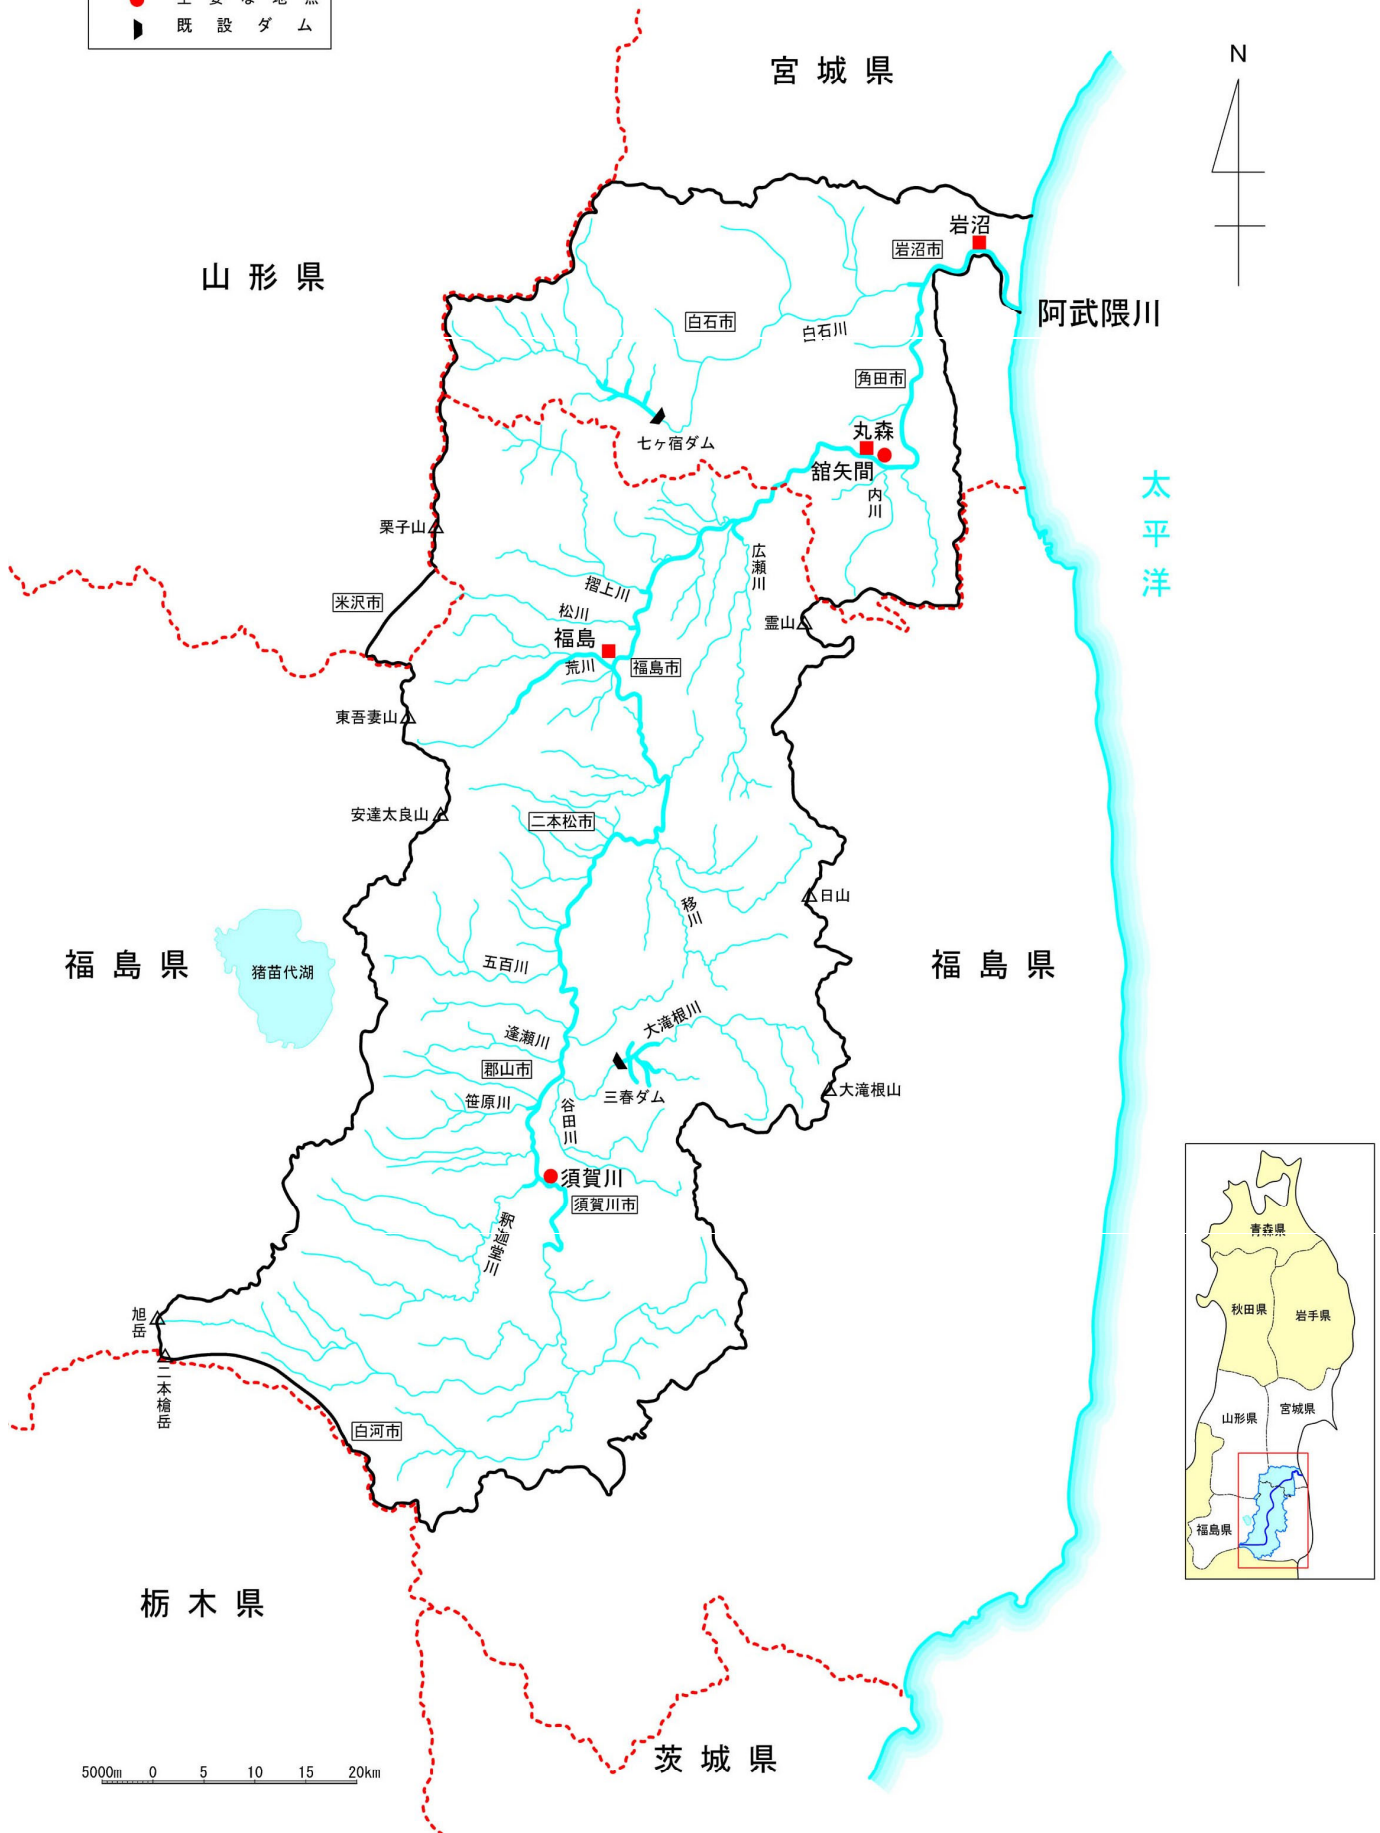 主要な地点
既設ダム
宮城県
N
山形県
岩沼
岩沼市
阿武隈川
白石市
白石川
角田市
丸森
七ヶ宿ダム
舘矢間
内川
太平洋
栗子山
広瀬川
摺上川
米沢市
松川
霊山
福島
荒川
福島市
東吾妻山
安達太良山
二本松市
日山
移川
福島県
猪苗代湖
五百川
福島県
大滝根川
逢瀬川
郡山市
三春ダム
大滝根山
笹原川
谷田川
須賀川
須賀川市
釈迦堂川
旭岳
二本槍岳
白河市
青森県
秋田県
岩手県
山形県
宮城県
福島県
栃木県
茨城県
5000m 0 5 10 15 20km